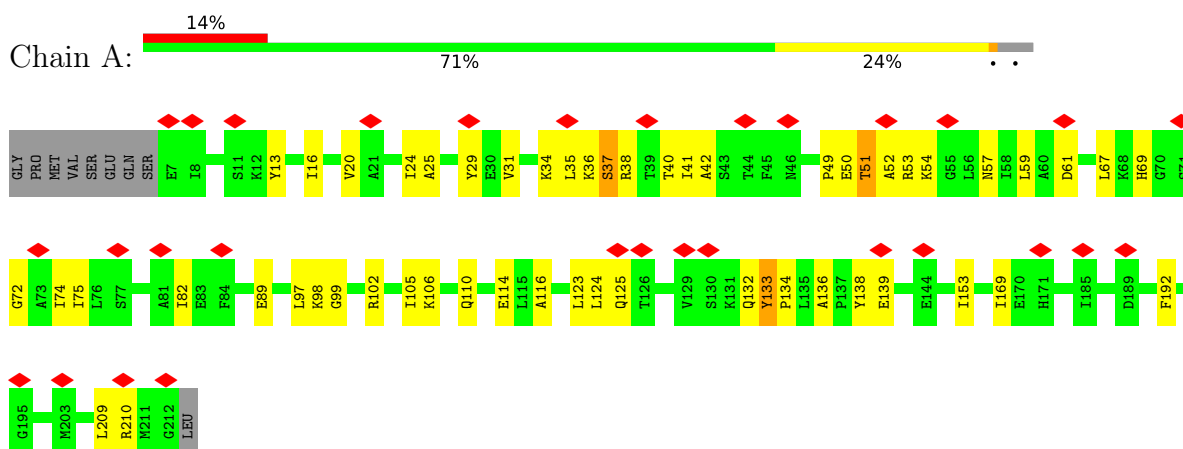 14%
Chain A:
71% 24% • •
GLY PRO MET VAL SER GLU GLN SER E7 I8 S11 K12 Y13 I16 V20 A21 I24 A25 Y29 E30 V31 K34 L35 K36 S37 R38 T39 T40 I41 A42 S43 T44 F45 N46 P49 E50 T51 A52 R53 K54 G55 L56 N57 I58 L59 A60 D61 L67 K68 H69 G70
G72 A73 I74 I75 L76 S77 A81 I82 E83 F84 E89 L97 K98 G99 R102 I105 K106 Q110 E114 L115 A116 L123 L124 Q125 T126 V129 S130 K131 Q132 Y133 P134 L135 A136 P137 Y138 E139 E144 I153 I169 E170 H171 I185 D189 F192
G195 M203 L209 R210 M211 G212 LEU